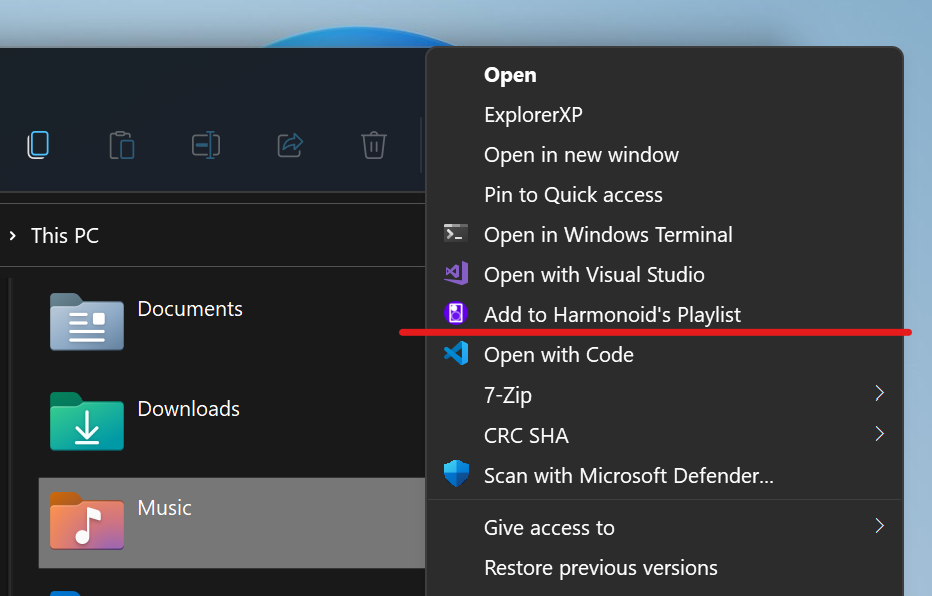 This PC
Documents
Downloads
Music
Open
ExplorerXP
Open in new window
Pin to Quick access
Open in Windows Terminal
Open with Visual Studio
Add to Harmonoid's Playlist
Open with Code
7-Zip
CRC SHA
Scan with Microsoft Defender...
Give access to
Restore previous versions